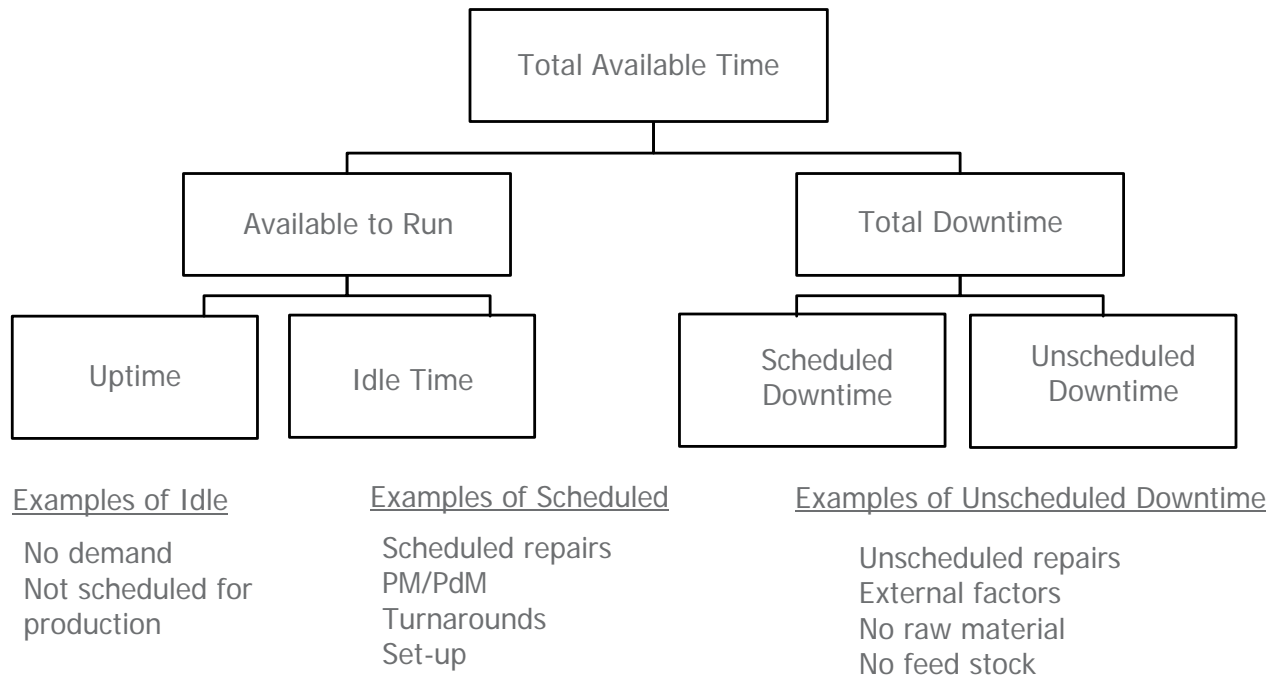 Total Available Time
Available to Run
Total Downtime
Uptime
Idle Time
Scheduled
Downtime
Unscheduled
Downtime
Examples of Idle
No demand
Not scheduled for
production
Examples of Scheduled
Scheduled repairs
PM/PdM
Turnarounds
Set-up
Examples of Unscheduled Downtime
Unscheduled repairs
External factors
No raw material
No feed stock